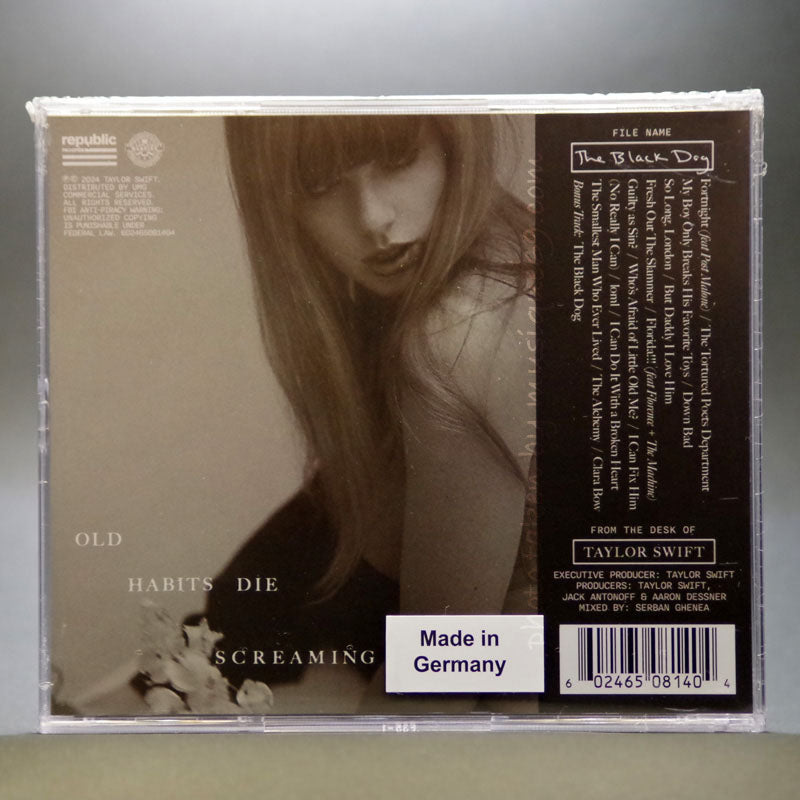 republic
RECORDS
℗ © 2024 TAYLOR SWIFT.
DISTRIBUTED BY UMG
COMMERCIAL SERVICES.
ALL RIGHTS RESERVED.
FBI ANTI-PIRACY WARNING:
UNAUTHORIZED COPYING
IS PUNISHABLE UNDER
FEDERAL LAW. 602465081404
OLD
HABITS DIE
SCREAMING
Made in
Germany
FILE NAME
The Black Dog
Fortnight (feat Post Malone) / The Tortured Poets Department
My Boy Only Breaks His Favorite Toys / Down Bad
So Long, London / But Daddy I Love Him
Fresh Out The Slammer / Florida!!! (feat Florence + The Machine)
Guilty as Sin? / Who's Afraid of Little Old Me? / I Can Fix Him
(No Really I Can) / loml / I Can Do It With a Broken Heart
The Smallest Man Who Ever Lived / The Alchemy / Clara Bow
Bonus Track: The Black Dog
FROM THE DESK OF
TAYLOR SWIFT
EXECUTIVE PRODUCER: TAYLOR SWIFT
PRODUCERS: TAYLOR SWIFT,
JACK ANTONOFF & AARON DESSNER
MIXED BY: SERBAN GHENEA
6 02465 08140 4